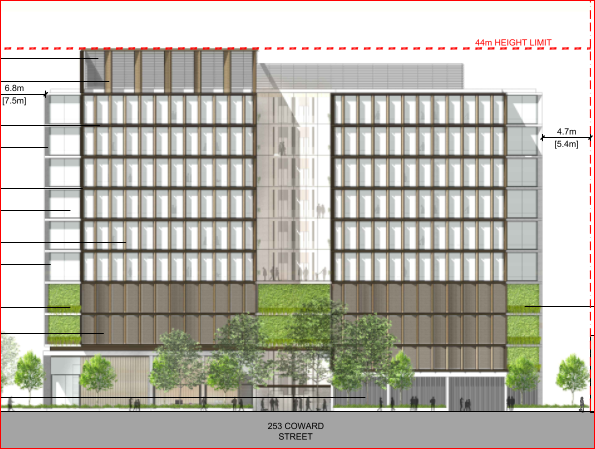 44m HEIGHT LIMIT
6.8m
[7.5m]
4.7m
[5.4m]
253 COWARD
STREET